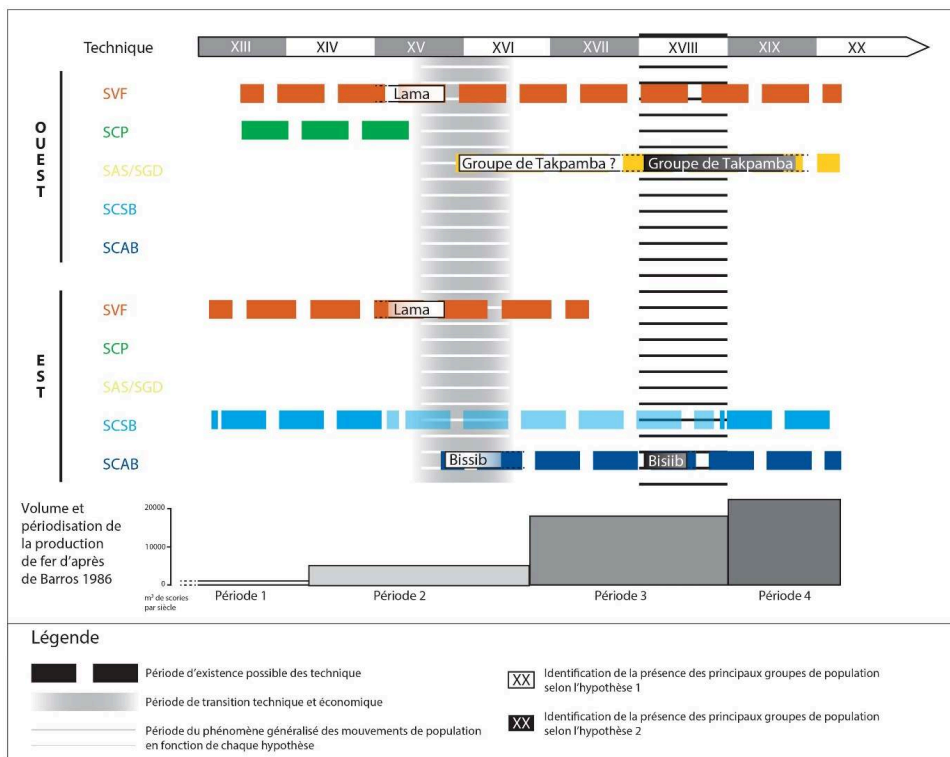 Technique
XIII XIV XV XVI XVII XVIII XIX XX
OUEST
SVF
Lama
SCP
SAS/SGD
Groupe de Takpamba ? Groupe de Takpamba
SCSB
SCAB
EST
SVF
Lama
SCP
SAS/SGD
SCSB
SCAB
Bissib Bisiib
Volume et
périodisation de
la production
de fer d'après
de Barros 1986
20000
10000
0
m³ de scories
par siècle
Période 1 Période 2 Période 3 Période 4
Légende
Période d'existence possible des technique
Période de transition technique et économique
Période du phénomène généralisé des mouvements de population
en fonction de chaque hypothèse
XX Identification de la présence des principaux groupes de population
selon l'hypothèse 1
XX Identification de la présence des principaux groupes de population
selon l'hypothèse 2